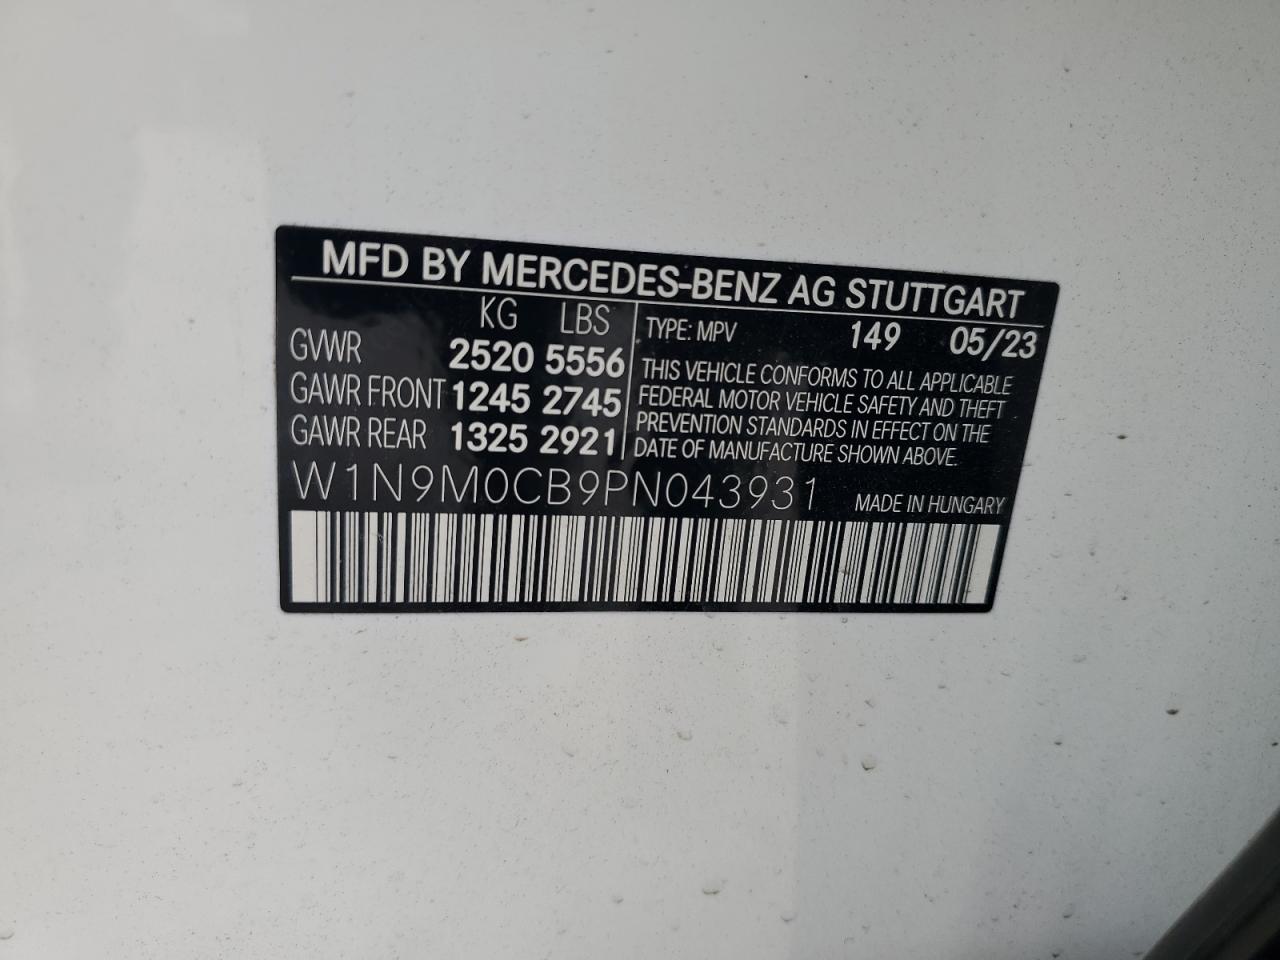 MFD BY MERCEDES-BENZ AG STUTTGART
KG LBS
GVWR 2520 5556
GAWR FRONT 1245 2745
GAWR REAR 1325 2921
TYPE: MPV 149 05/23
THIS VEHICLE CONFORMS TO ALL APPLICABLE
FEDERAL MOTOR VEHICLE SAFETY AND THEFT
PREVENTION STANDARDS IN EFFECT ON THE
DATE OF MANUFACTURE SHOWN ABOVE.
W1N9M0CB9PN043931 MADE IN HUNGARY